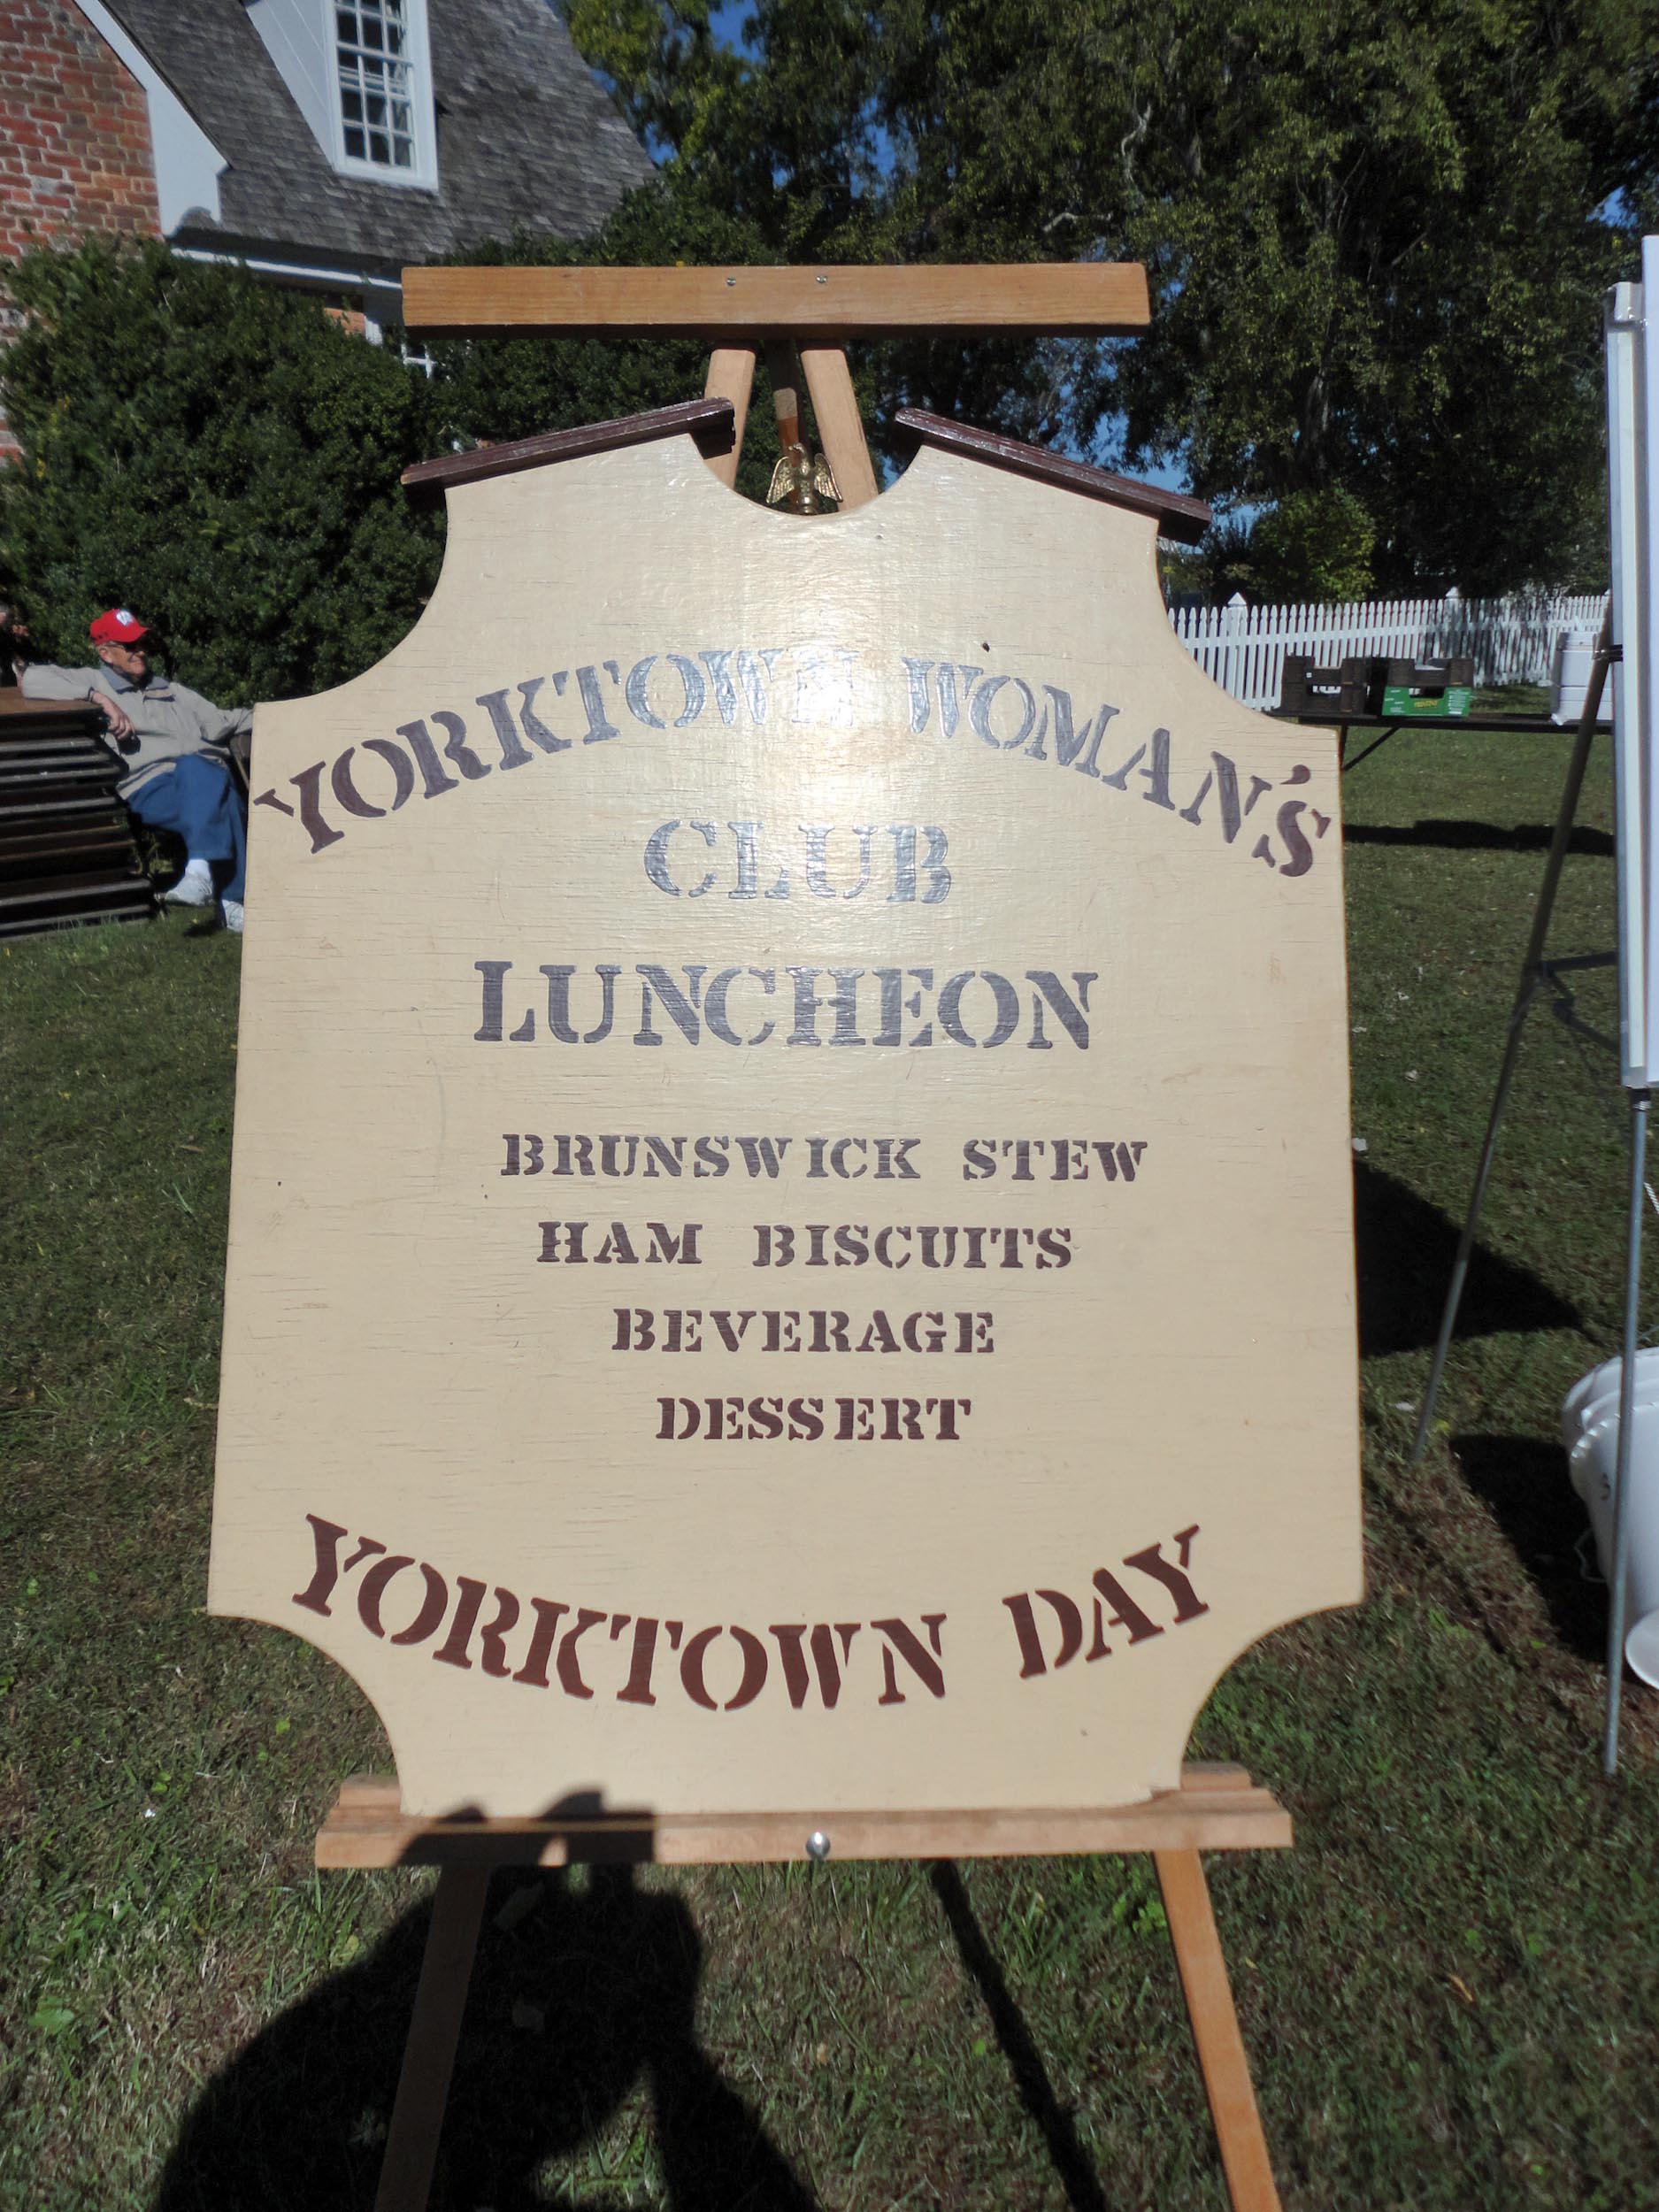 YORKTOWN WOMAN'S
CLUB
LUNCHEON
BRUNSWICK STEW
HAM BISCUITS
BEVERAGE
DESSERT
YORKTOWN DAY